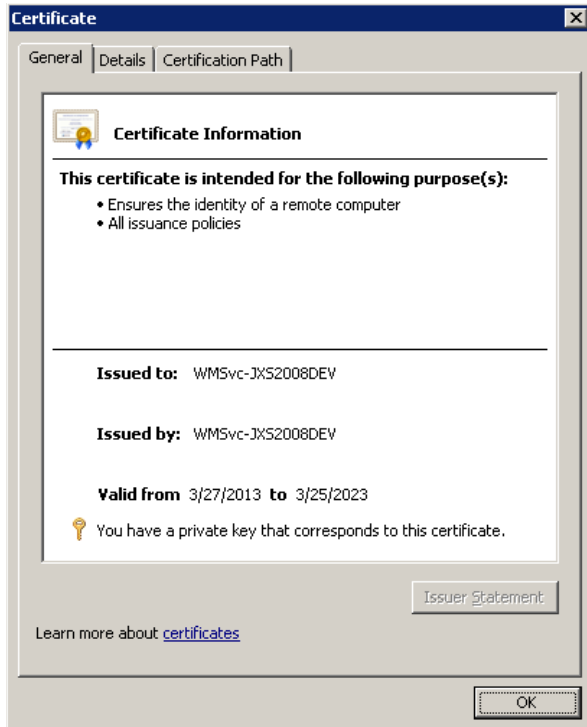 Certificate
General Details Certification Path
Certificate Information
This certificate is intended for the following purpose(s):
• Ensures the identity of a remote computer
• All issuance policies
Issued to: WMSvc-JXS2008DEV
Issued by: WMSvc-JXS2008DEV
Valid from 3/27/2013 to 3/25/2023
You have a private key that corresponds to this certificate.
Issuer Statement
Learn more about certificates
OK